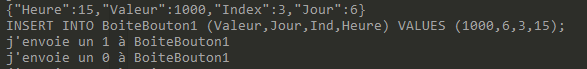 {"Heure":15,"Valeur":1000,"Index":3,"Jour":6}
INSERT INTO BoiteBouton1 (Valeur,Jour,Ind,Heure) VALUES (1000,6,3,15);
j'envoie un 1 à BoiteBouton1
j'envoie un 0 à BoiteBouton1